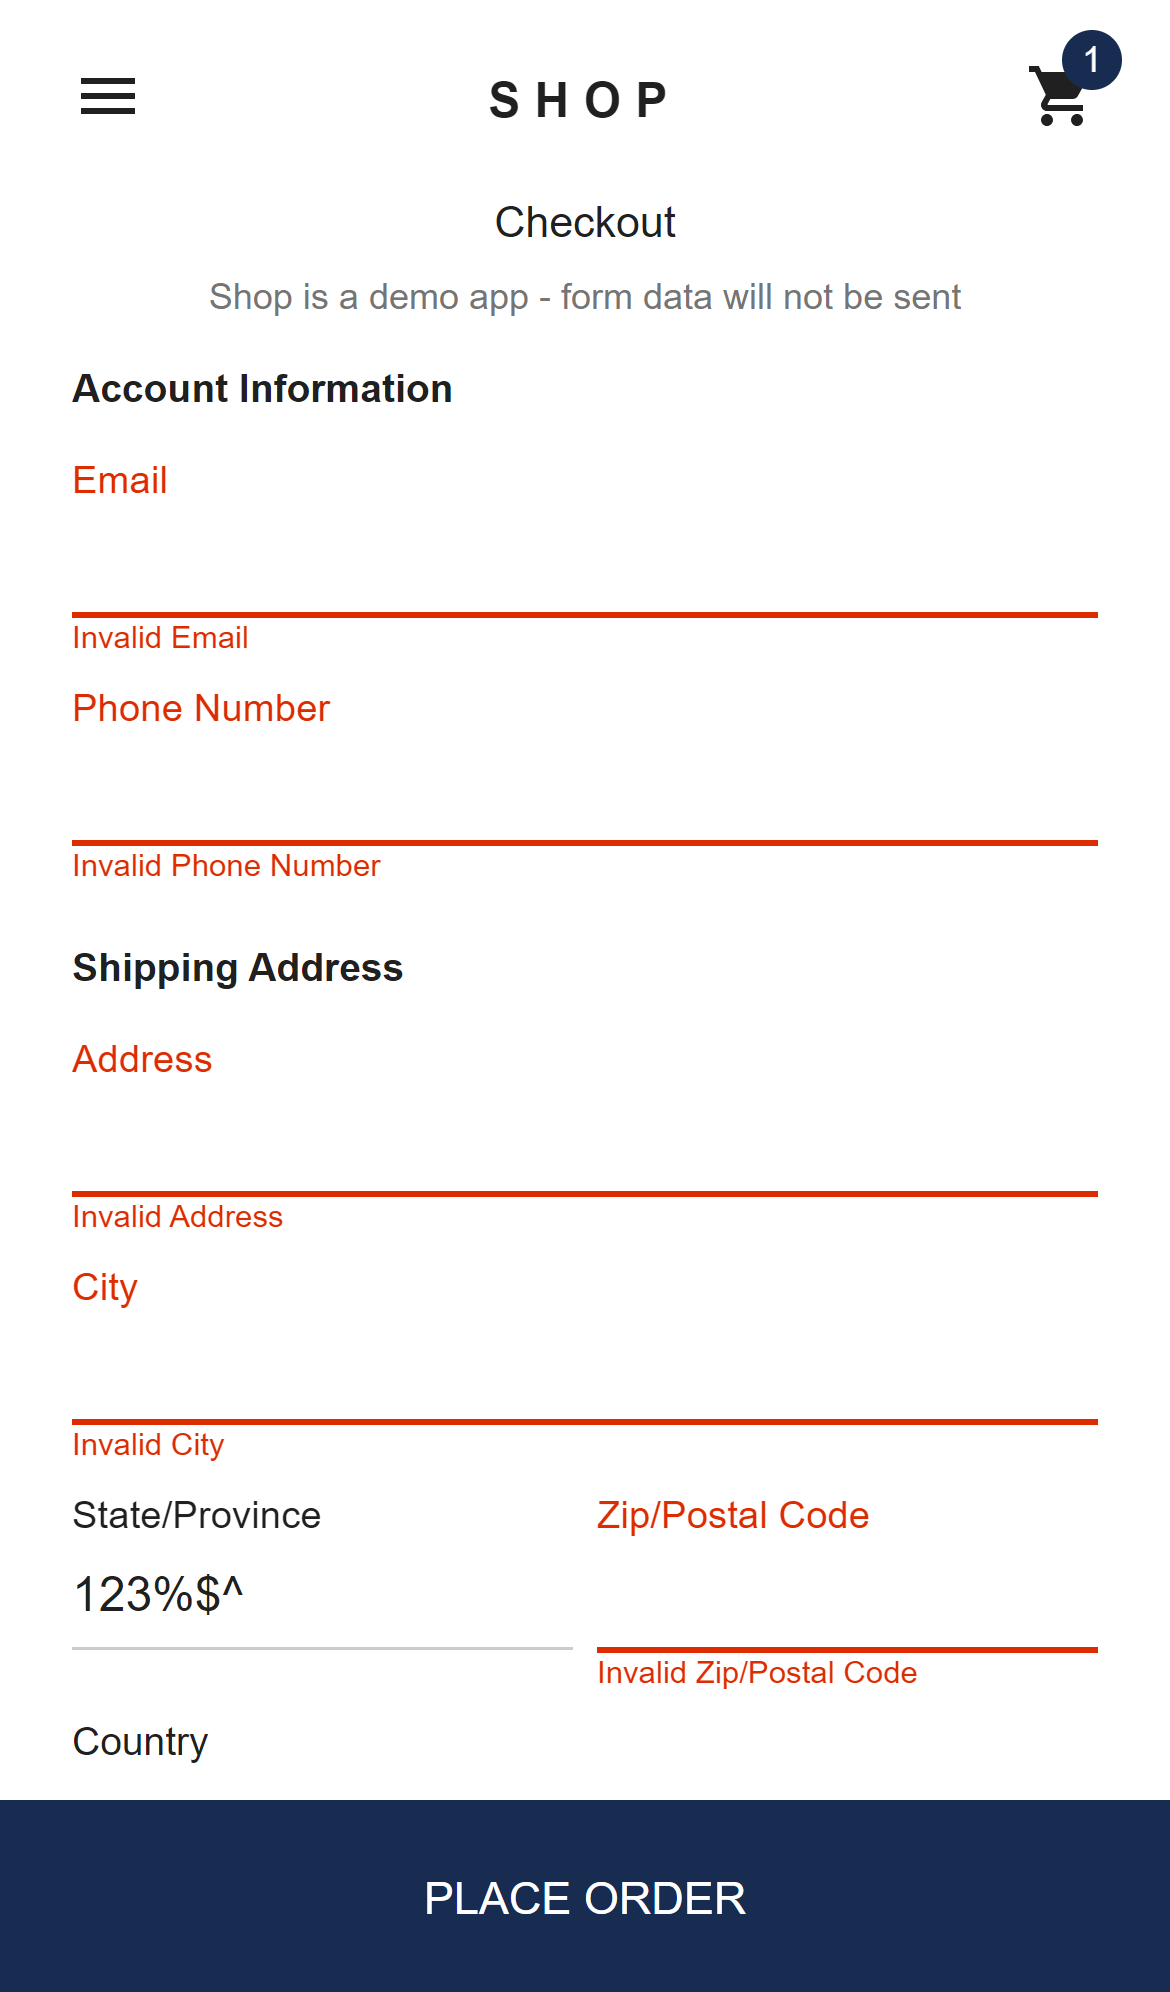 SHOP
1
Checkout
Shop is a demo app - form data will not be sent
Account Information
Email
Invalid Email
Phone Number
Invalid Phone Number
Shipping Address
Address
Invalid Address
City
Invalid City
State/Province
123%$^
Zip/Postal Code
Invalid Zip/Postal Code
Country
PLACE ORDER